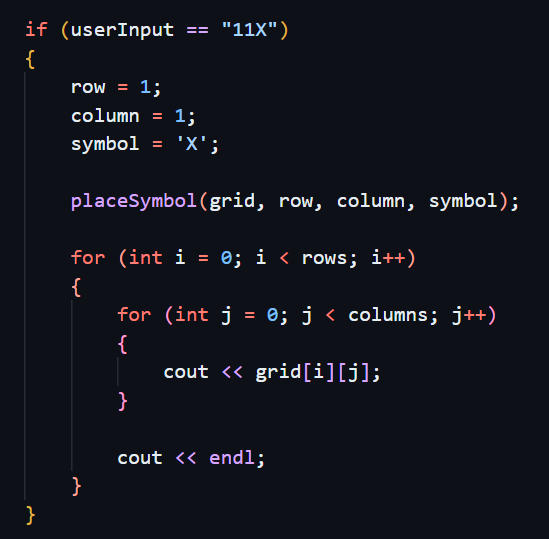 if (userInput == "11X")
{
    row = 1;
    column = 1;
    symbol = 'X';

    placeSymbol(grid, row, column, symbol);

    for (int i = 0; i < rows; i++)
    {
        for (int j = 0; j < columns; j++)
        {
            cout << grid[i][j];
        }

        cout << endl;
    }
}